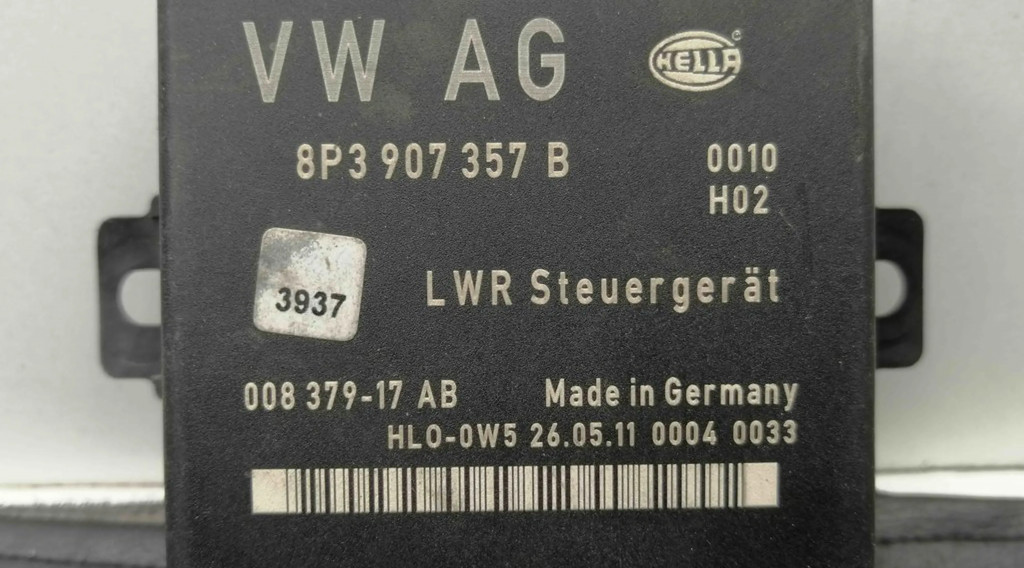 VW AG HELLA
8P3 907 357 B 0010
H02
3937
LWR Steuergerät
008 379-17 AB Made in Germany
HLO-0W5 26.05.11 0004 0033